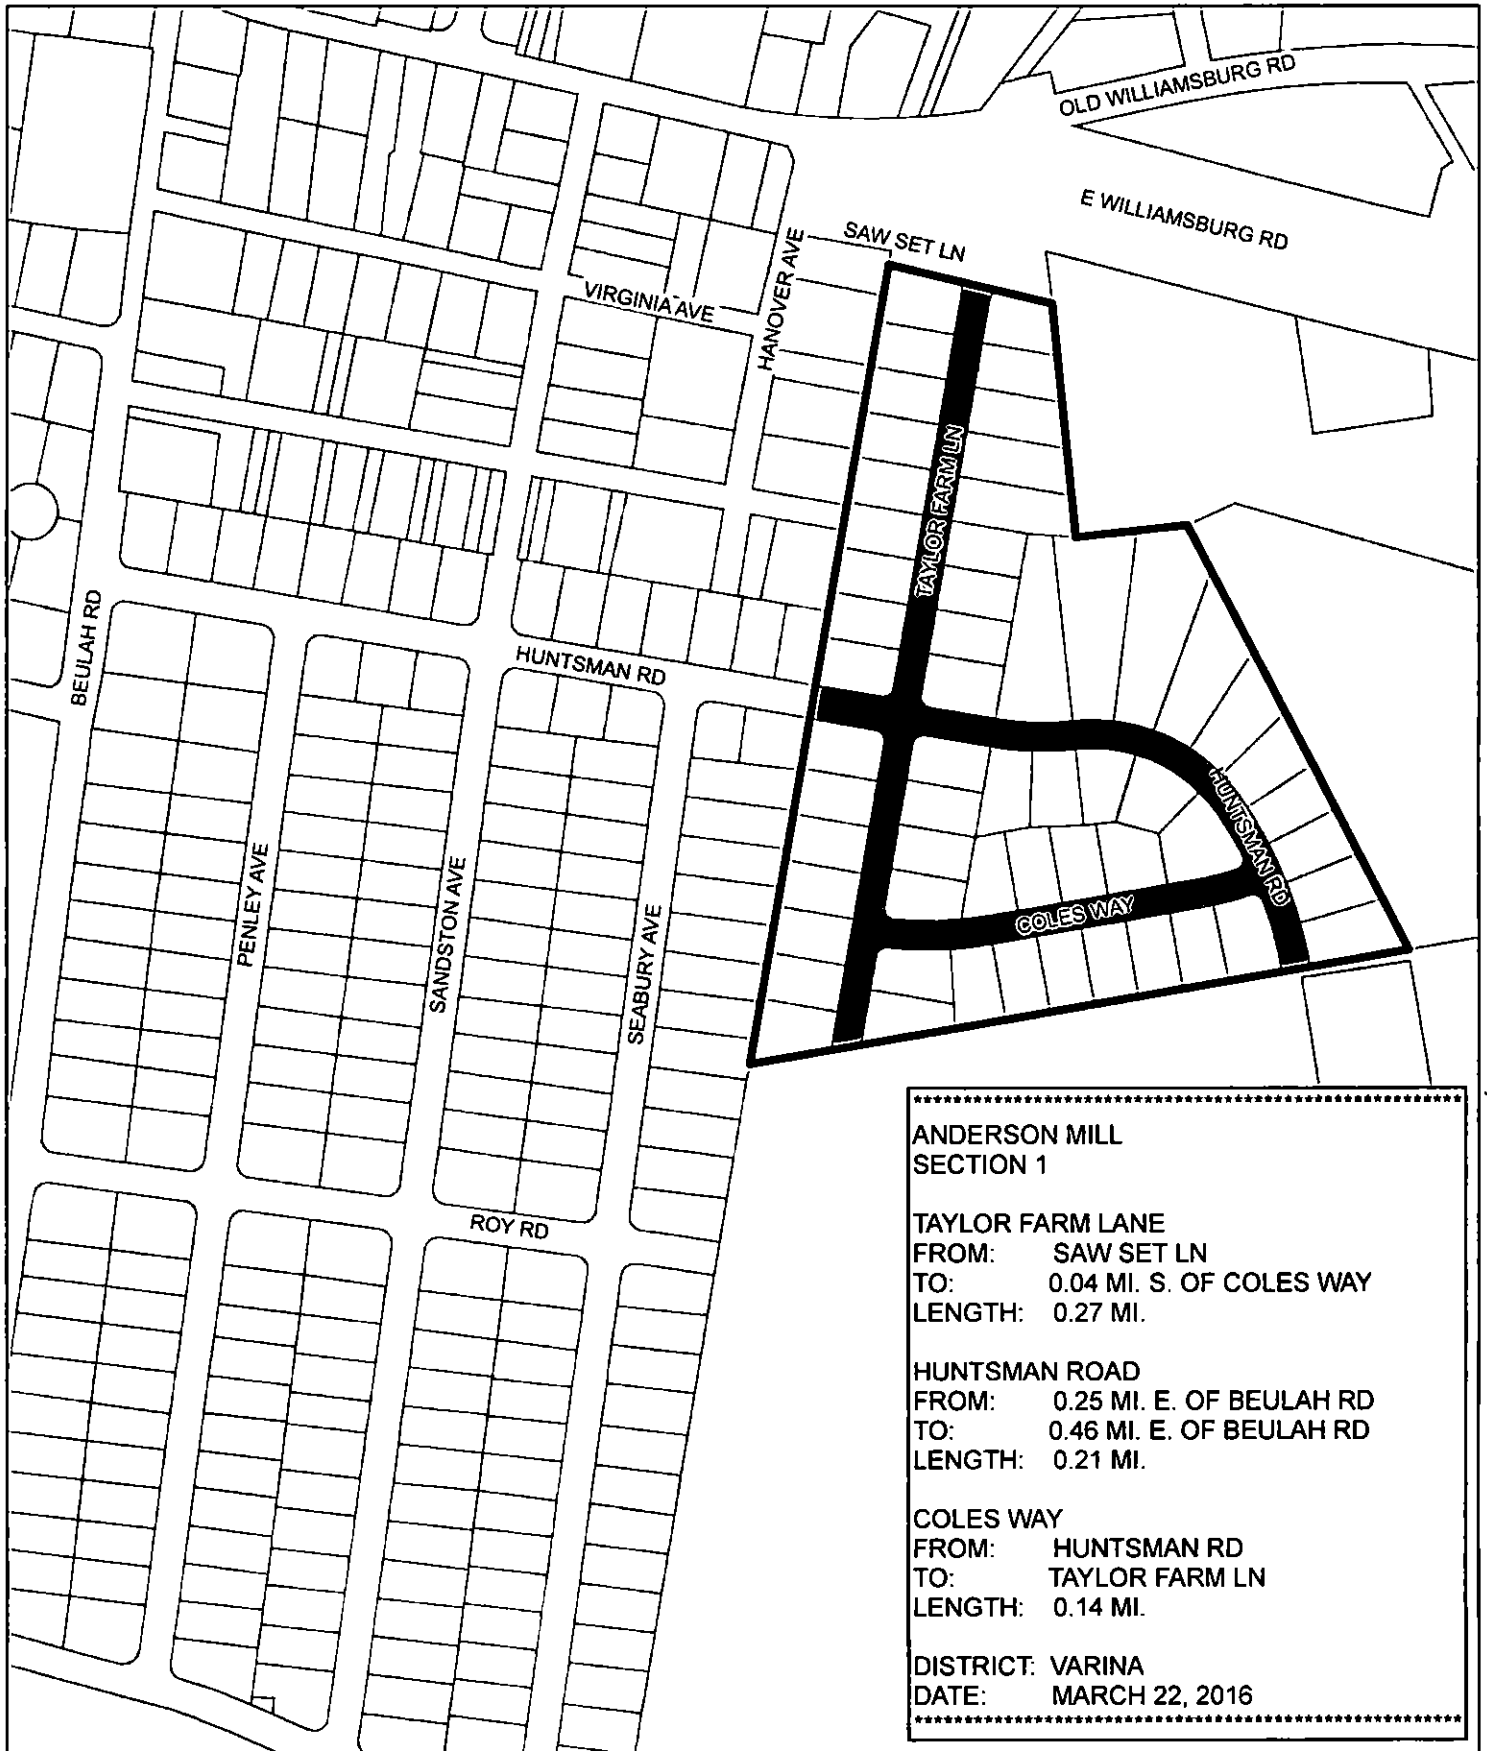 OLD WILLIAMSBURG RD
E WILLIAMSBURG RD
SAW SET LN
HANOVER AVE
VIRGINIA AVE
TAYLOR FARM LN
BEULAH RD
HUNTSMAN RD
HUNTSMAN RD
PENLEY AVE
SANDSTON AVE
SEABURY AVE
COLES WAY
ROY RD
ANDERSON MILL
SECTION 1
TAYLOR FARM LANE
FROM: SAW SET LN
TO: 0.04 MI. S. OF COLES WAY
LENGTH: 0.27 MI.
HUNTSMAN ROAD
FROM: 0.25 MI. E. OF BEULAH RD
TO: 0.46 MI. E. OF BEULAH RD
LENGTH: 0.21 MI.
COLES WAY
FROM: HUNTSMAN RD
TO: TAYLOR FARM LN
LENGTH: 0.14 MI.
DISTRICT: VARINA
DATE: MARCH 22, 2016